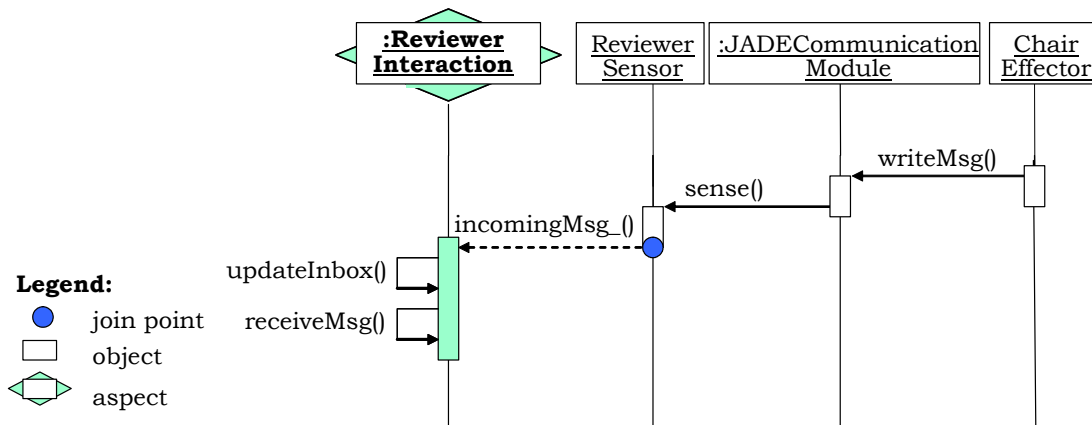 :Reviewer
Interaction
Reviewer
Sensor
:JADECommunication
Module
Chair
Effector
writeMsg()
sense()
incomingMsg_()
updateInbox()
receiveMsg()
Legend:
join point
object
aspect